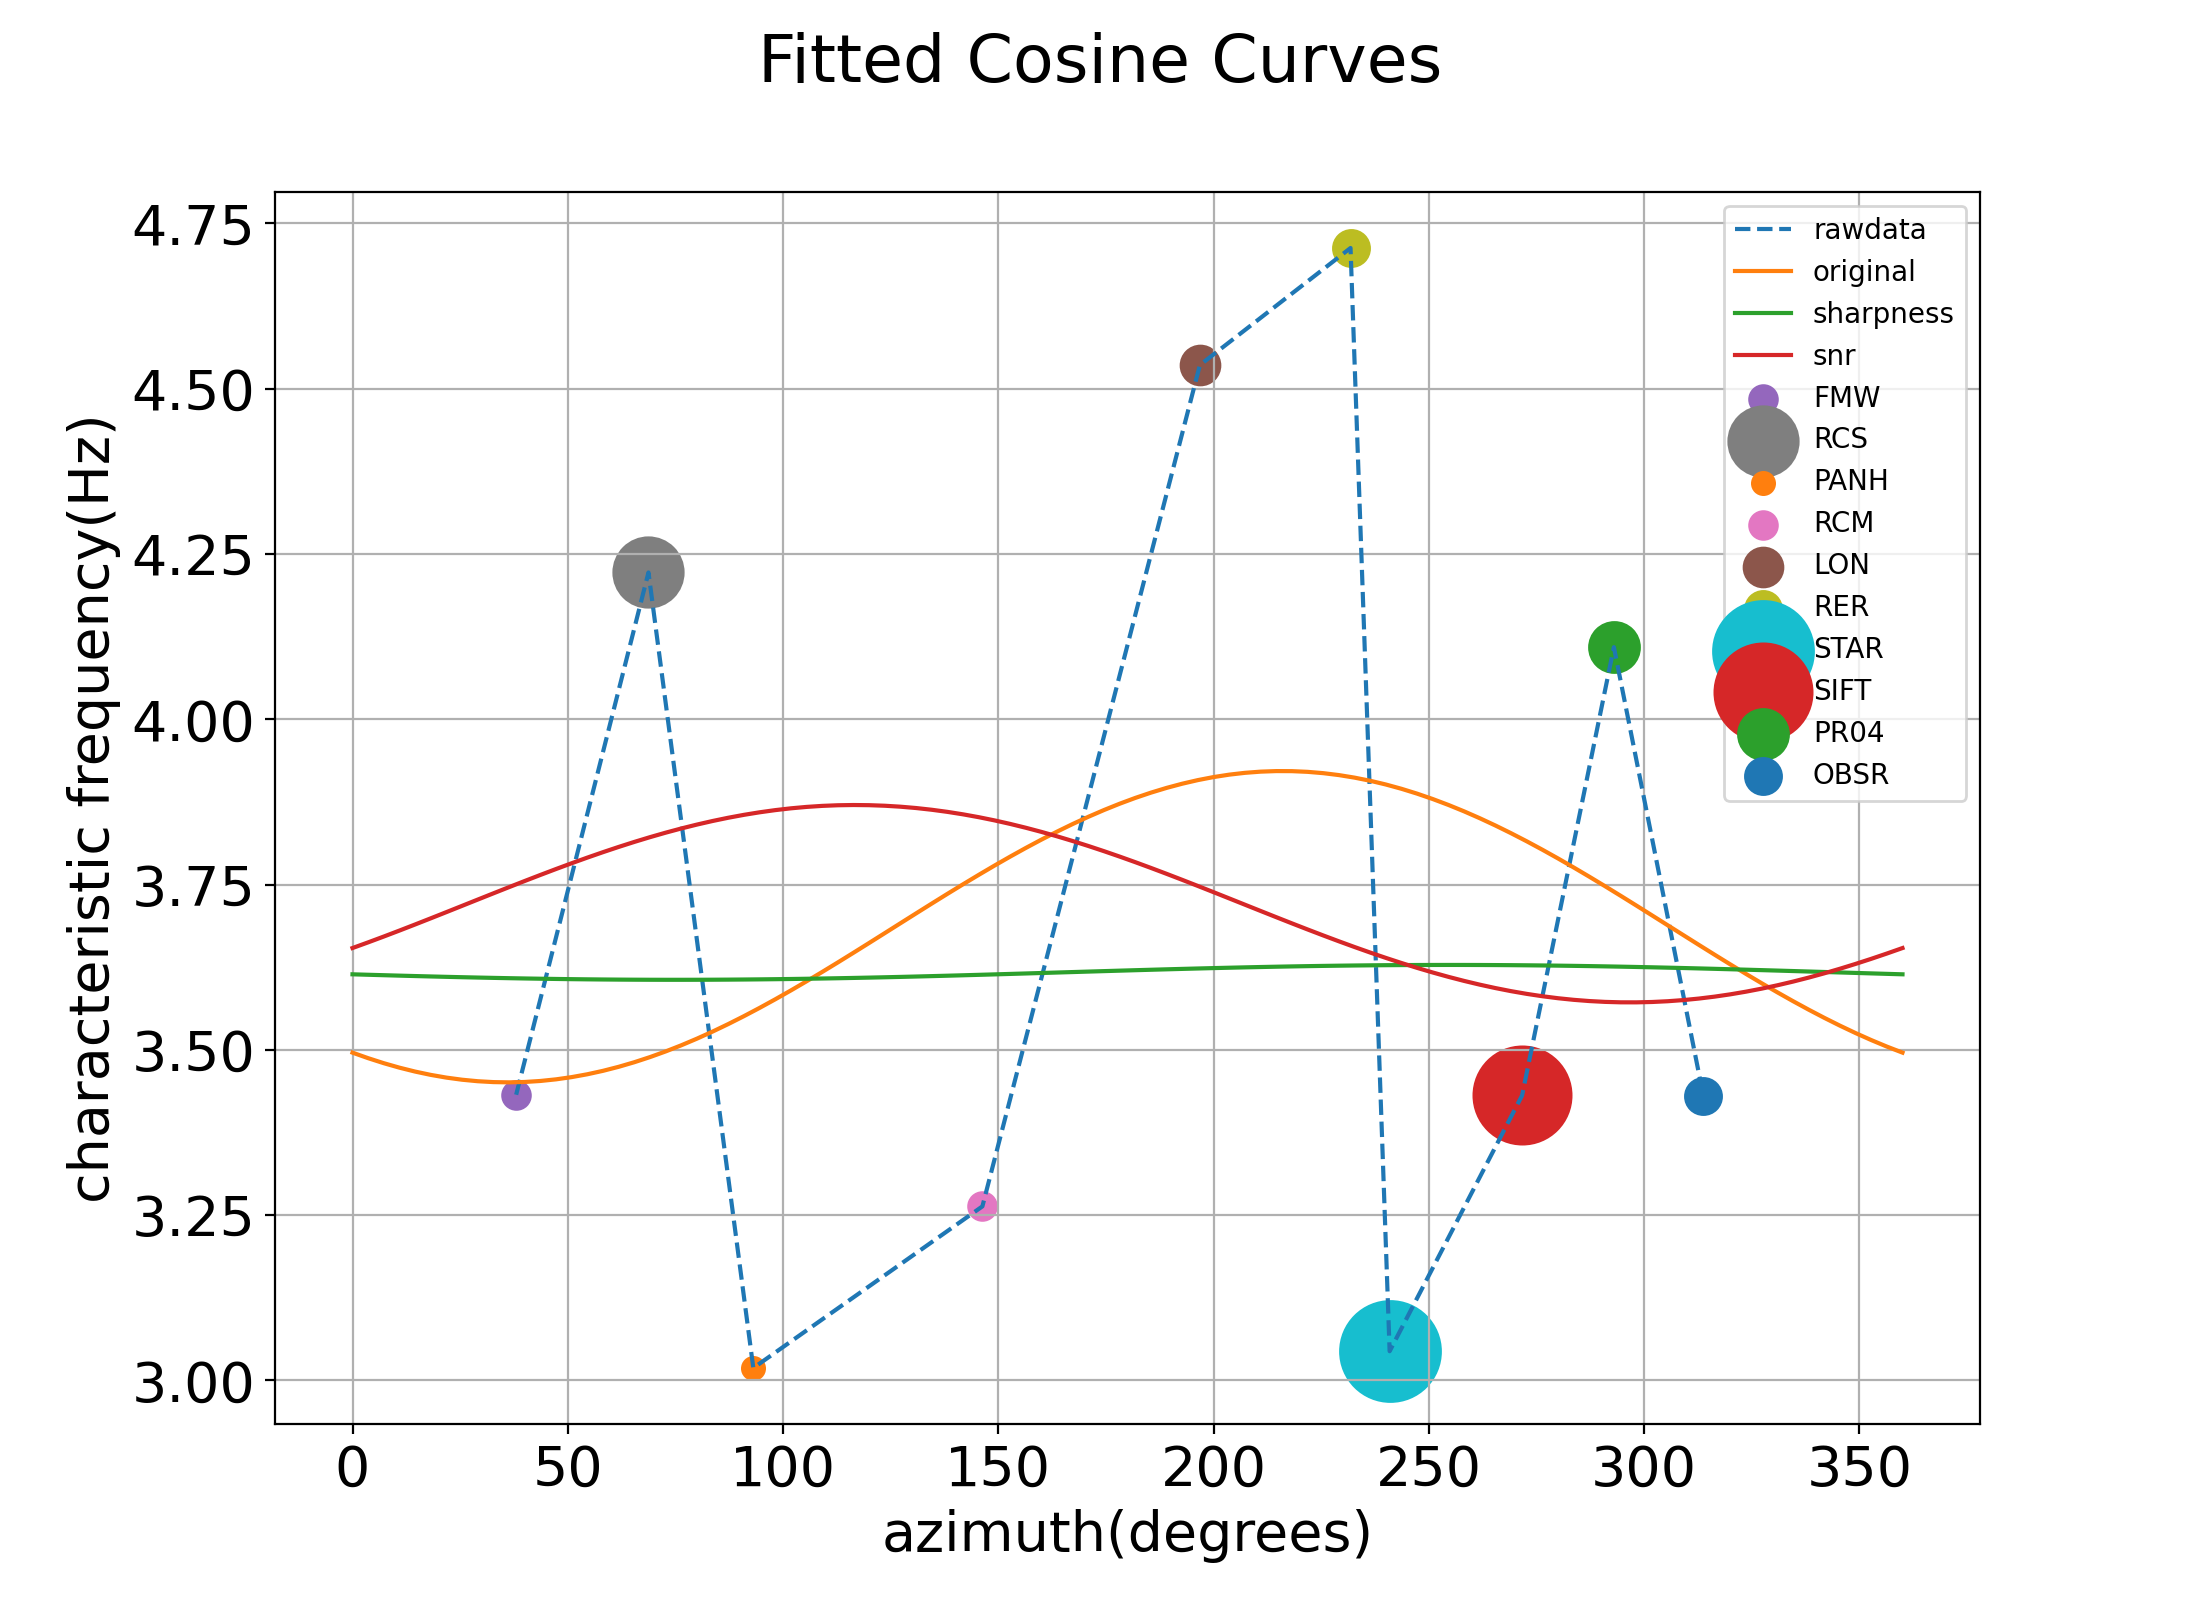 Fitted Cosine Curves
4.75
4.50
4.25
4.00
3.75
3.50
3.25
3.00
characteristic frequency(Hz)
rawdata
original
sharpness
snr
FMW
RCS
PANH
RCM
LON
RER
STAR
SIFT
PR04
OBSR
0 50 100 150 200 250 300 350
azimuth(degrees)